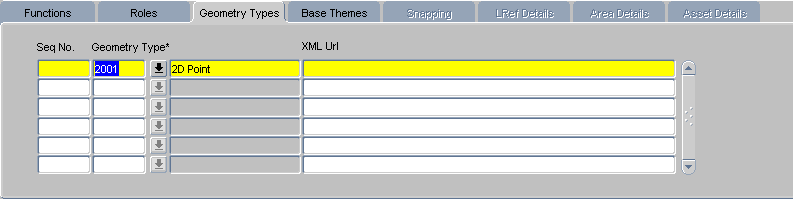 Functions Roles Geometry Types Base Themes Snapping LRef Details Area Details Asset Details
Seq No. Geometry Type* XML Url
2001 2D Point